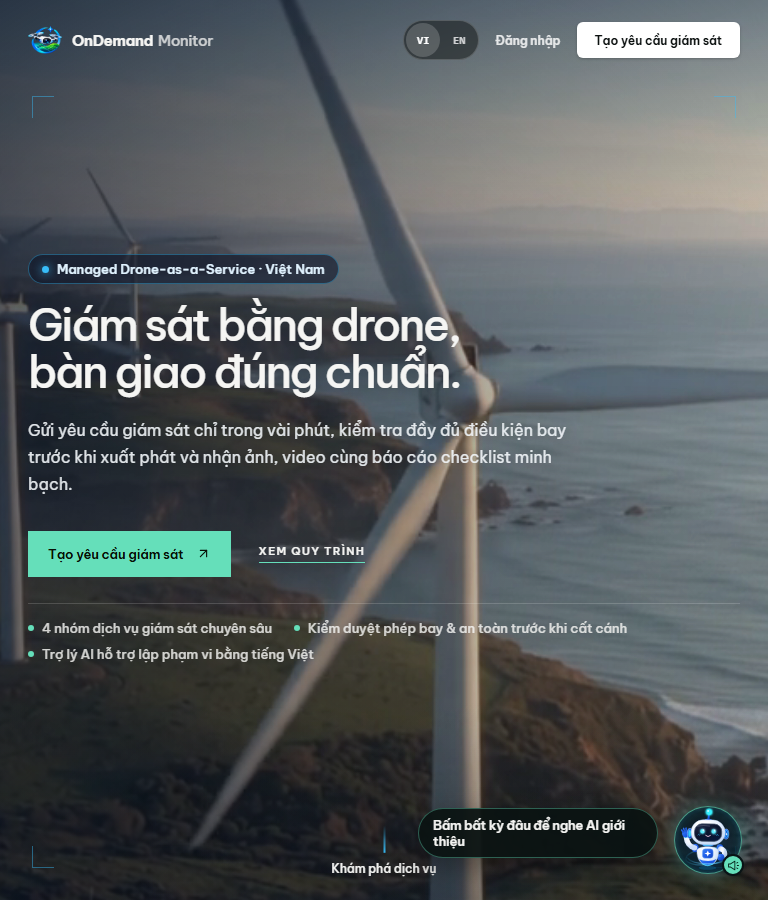 OnDemand Monitor
VI EN
Đăng nhập
Tạo yêu cầu giám sát
Managed Drone-as-a-Service · Việt Nam
Giám sát bằng drone,
bàn giao đúng chuẩn.
Gửi yêu cầu giám sát chỉ trong vài phút, kiểm tra đầy đủ điều kiện bay
trước khi xuất phát và nhận ảnh, video cùng báo cáo checklist minh
bạch.
Tạo yêu cầu giám sát
XEM QUY TRÌNH
4 nhóm dịch vụ giám sát chuyên sâu
Kiểm duyệt phép bay & an toàn trước khi cất cánh
Trợ lý AI hỗ trợ lập phạm vi bằng tiếng Việt
Bấm bất kỳ đâu để nghe AI giới
thiệu
Khám phá dịch vụ